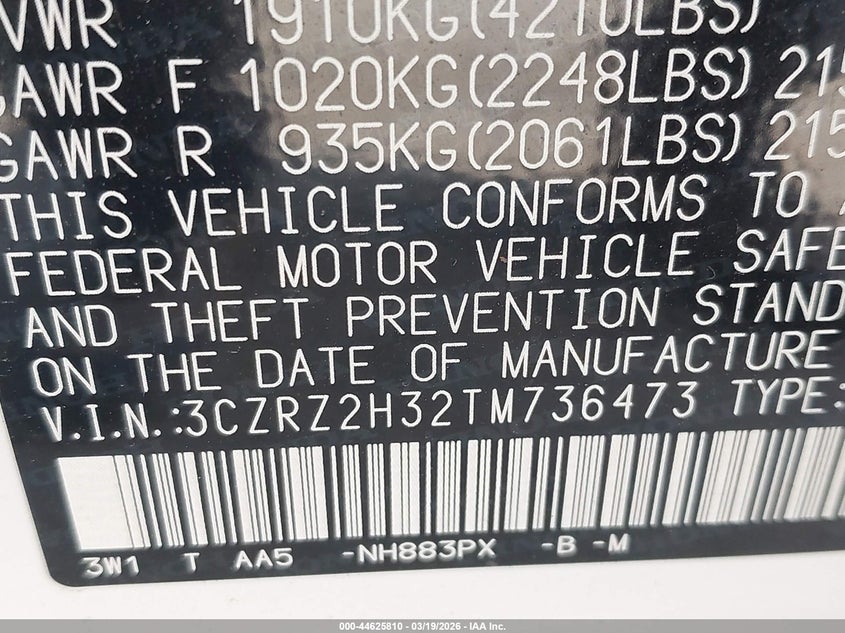 VWR 1910KG(4210LBS)
GAWR F 1020KG(2248LBS) 215
GAWR R 935KG(2061LBS) 215
THIS VEHICLE CONFORMS TO A
FEDERAL MOTOR VEHICLE SAFE
AND THEFT PREVENTION STAND
ON THE DATE OF MANUFACTURE
V.I.N.:3CZRZ2H32TM736473 TYPE:
3W1 T AA5 -NH883PX -B -M
000-44625810 - 03/19/2026 - IAA Inc.